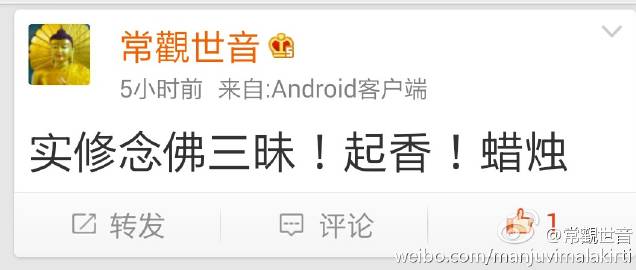 常觀世音
5小时前 来自:Android客户端
实修念佛三昧！起香！蜡烛
转发 评论 1
@常觀世音
weibo.com/manjuvimalakirti